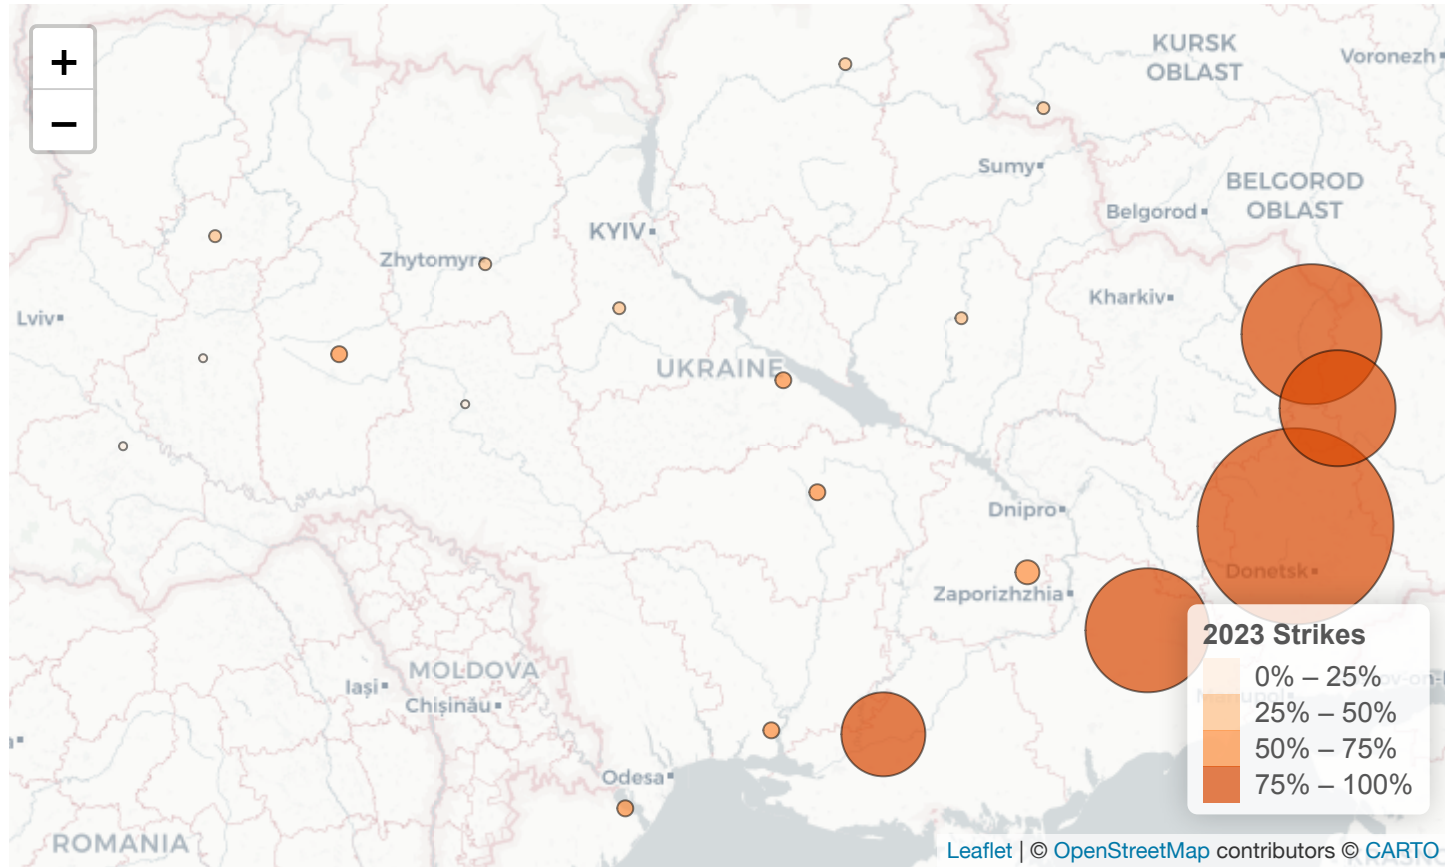 +
−
KURSK
OBLAST
Voronezh
Sumy
BELGOROD
OBLAST
Belgorod
KYIV
Zhytomyr
Kharkiv
Lviv
UKRAINE
Dnipro
Donetsk
Zaporizhzhia
2023 Strikes
0% – 25%
25% – 50%
50% – 75%
75% – 100%
Mariupol
MOLDOVA
Iași
Chișinău
Odesa
ROMANIA
Leaflet | © OpenStreetMap contributors © CARTO